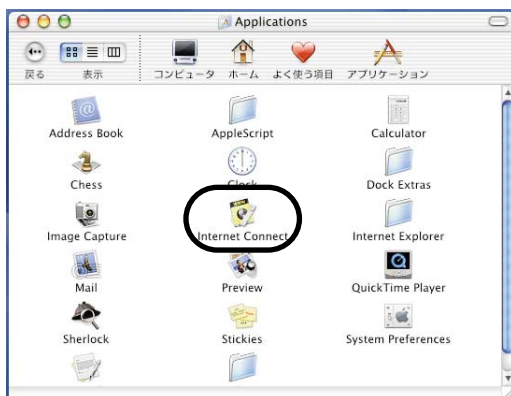 Applications
戻る 表示 コンピュータ ホーム よく使う項目 アプリケーション
Address Book AppleScript Calculator
Chess Clock Dock Extras
Image Capture Internet Connect Internet Explorer
Mail Preview QuickTime Player
Sherlock Stickies System Preferences